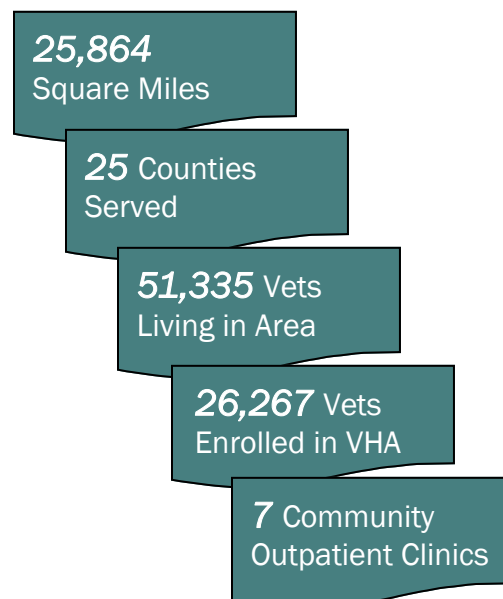 25,864
Square Miles
25 Counties
Served
51,335 Vets
Living in Area
26,267 Vets
Enrolled in VHA
7 Community
Outpatient Clinics